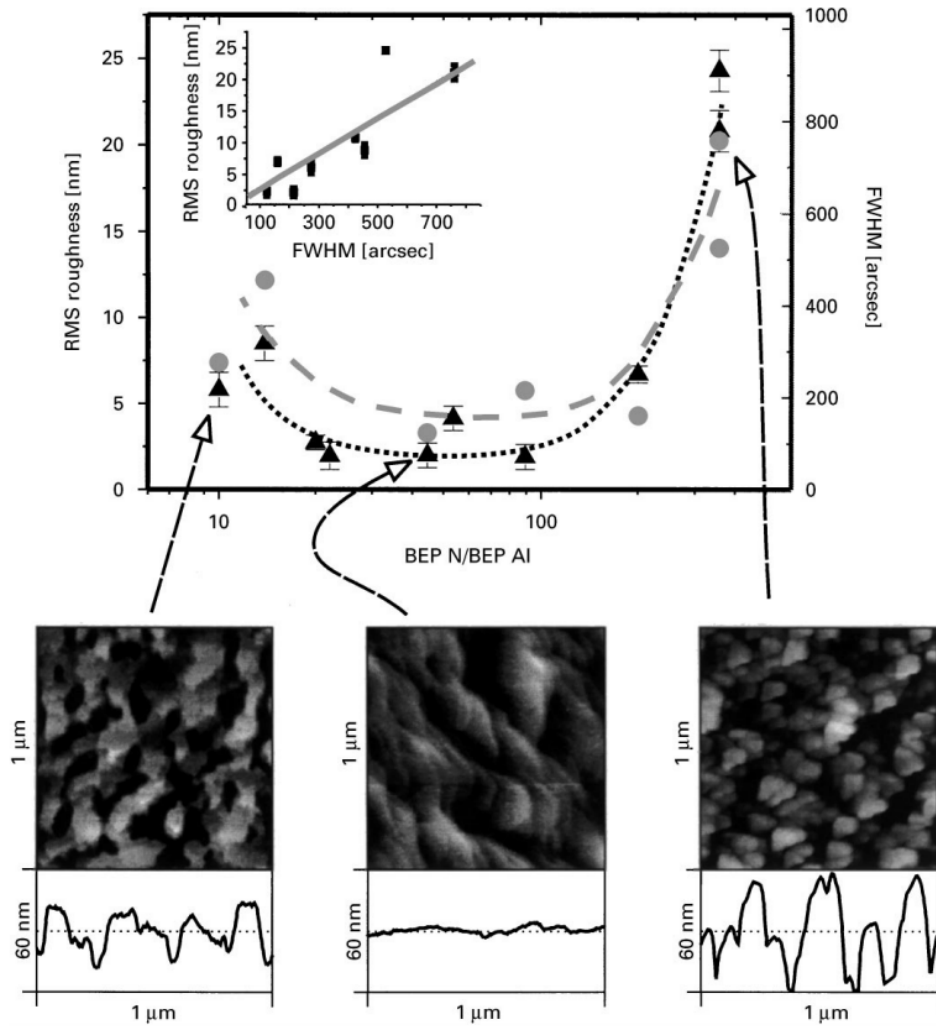 1000
25
800
20
600
15
400
10
200
5
0
0
10
100
RMS roughness [nm]
FWHM [arcsec]
BEP N/BEP Al
25
20
15
10
5
0
100
300
500
700
RMS roughness [nm]
FWHM [arcsec]
1 µm
1 µm
1 µm
60 nm
60 nm
60 nm
1 µm
1 µm
1 µm